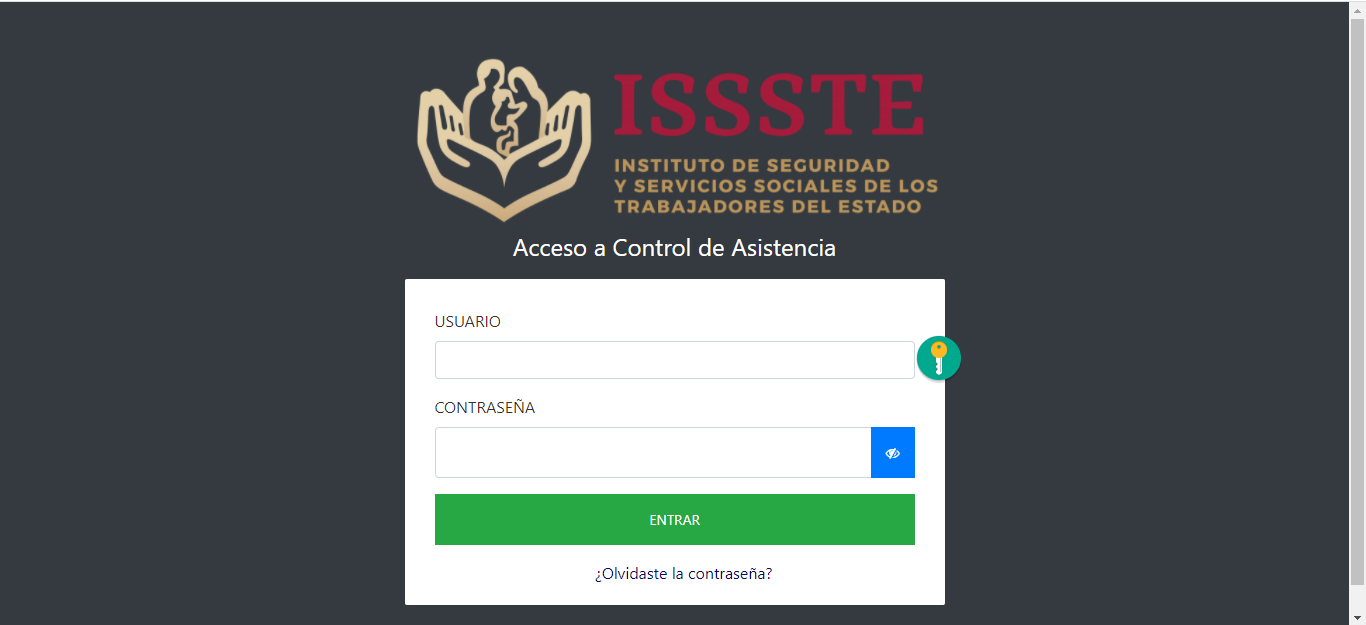 ISSSTE
INSTITUTO DE SEGURIDAD
Y SERVICIOS SOCIALES DE LOS
TRABAJADORES DEL ESTADO
Acceso a Control de Asistencia
USUARIO
CONTRASEÑA
ENTRAR
¿Olvidaste la contraseña?